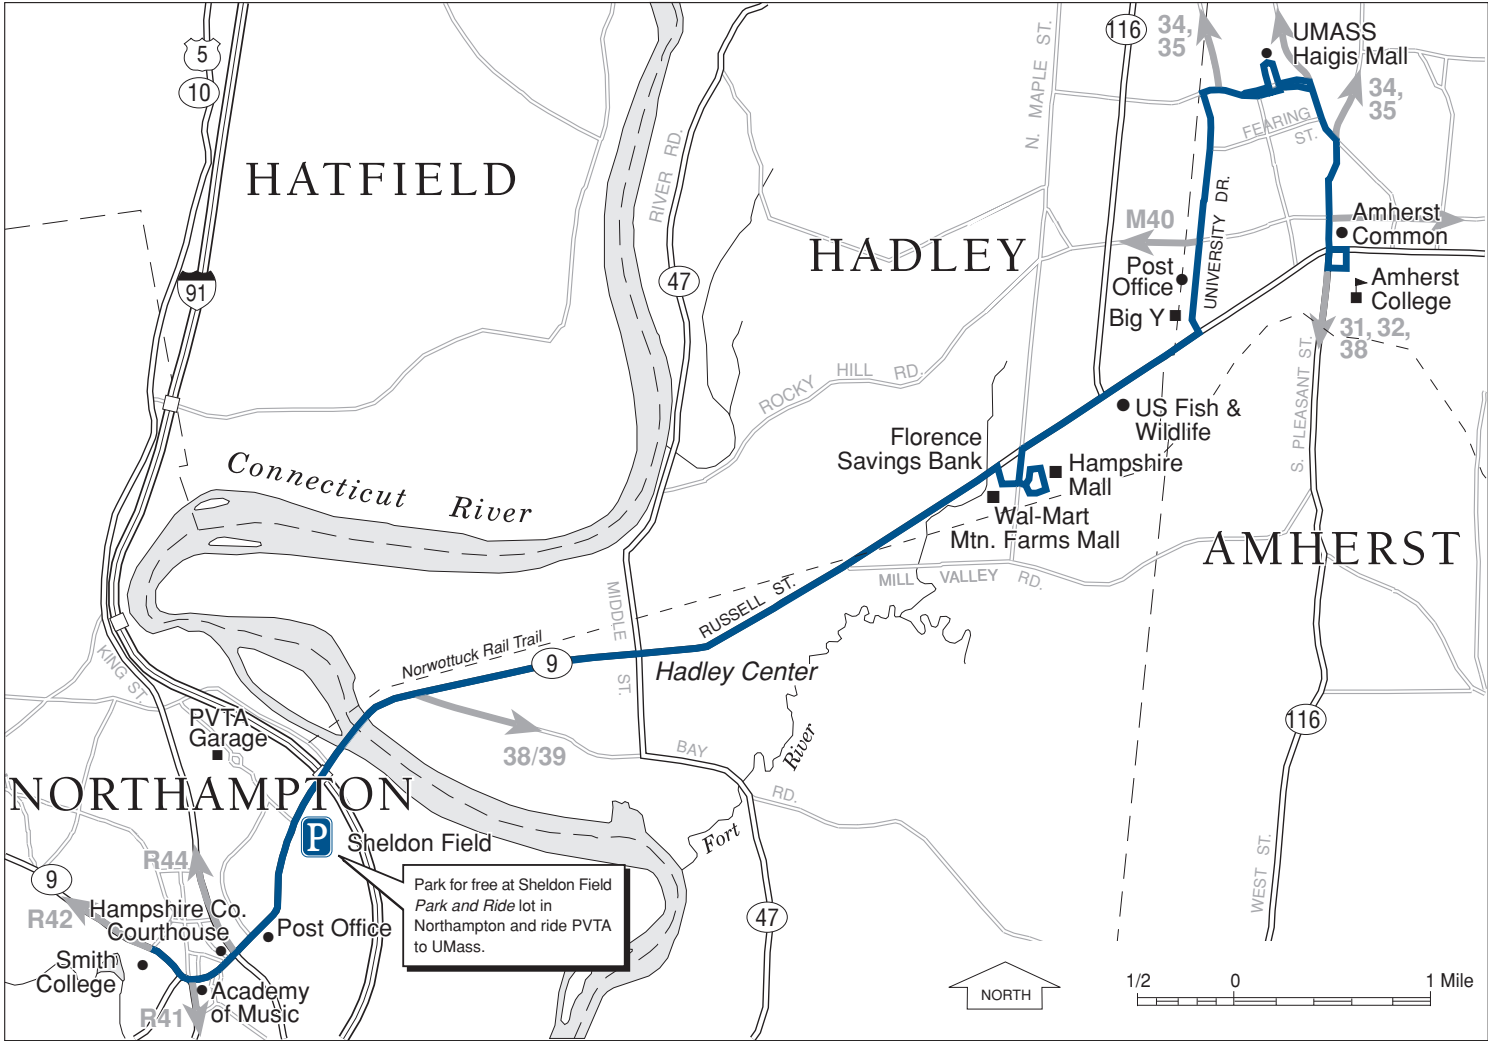 5
10
91
HATFIELD
RIVER RD.
47
N. MAPLE ST.
116
34,
35
UMASS
Haigis Mall
34,
35
FEARING
ST.
HADLEY
M40
UNIVERSITY DR.
Amherst
Common
Post
Office
Big Y
Amherst
College
31, 32,
38
S. PLEASANT ST.
ROCKY HILL RD.
US Fish &
Wildlife
Florence
Savings Bank
Hampshire
Mall
Wal-Mart
Mtn. Farms Mall
AMHERST
Connecticut River
MILL VALLEY RD.
MIDDLE ST.
RUSSELL ST.
Norwottuck Rail Trail
9
Hadley Center
KING ST.
PVTA
Garage
38/39
BAY
RD.
Fort River
116
WEST ST.
NORTHAMPTON
P
Sheldon Field
Park for free at Sheldon Field
Park and Ride lot in
Northampton and ride PVTA
to UMass.
9
R44
R42
Hampshire Co.
Courthouse
Post Office
Smith
College
Academy
of Music
R41
47
NORTH
1/2 0 1 Mile